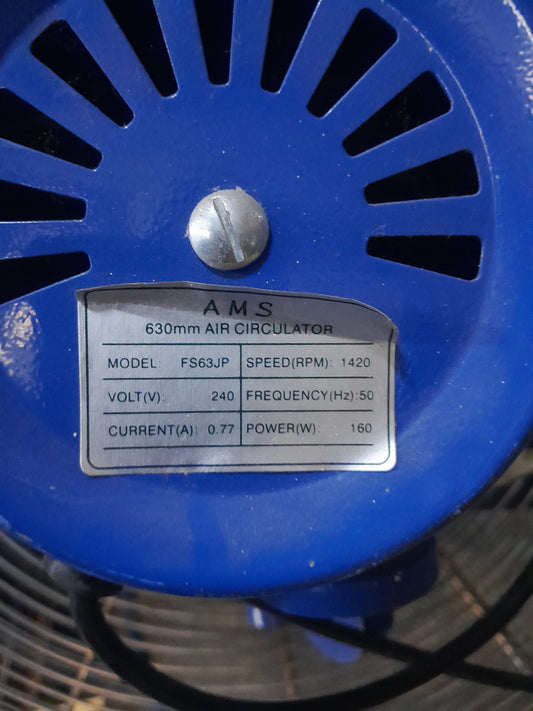 AMS
630mm AIR CIRCULATOR
MODEL: FS63JP SPEED(RPM): 1420
VOLT(V): 240 FREQUENCY(Hz):50
CURRENT(A): 0.77 POWER(W): 160